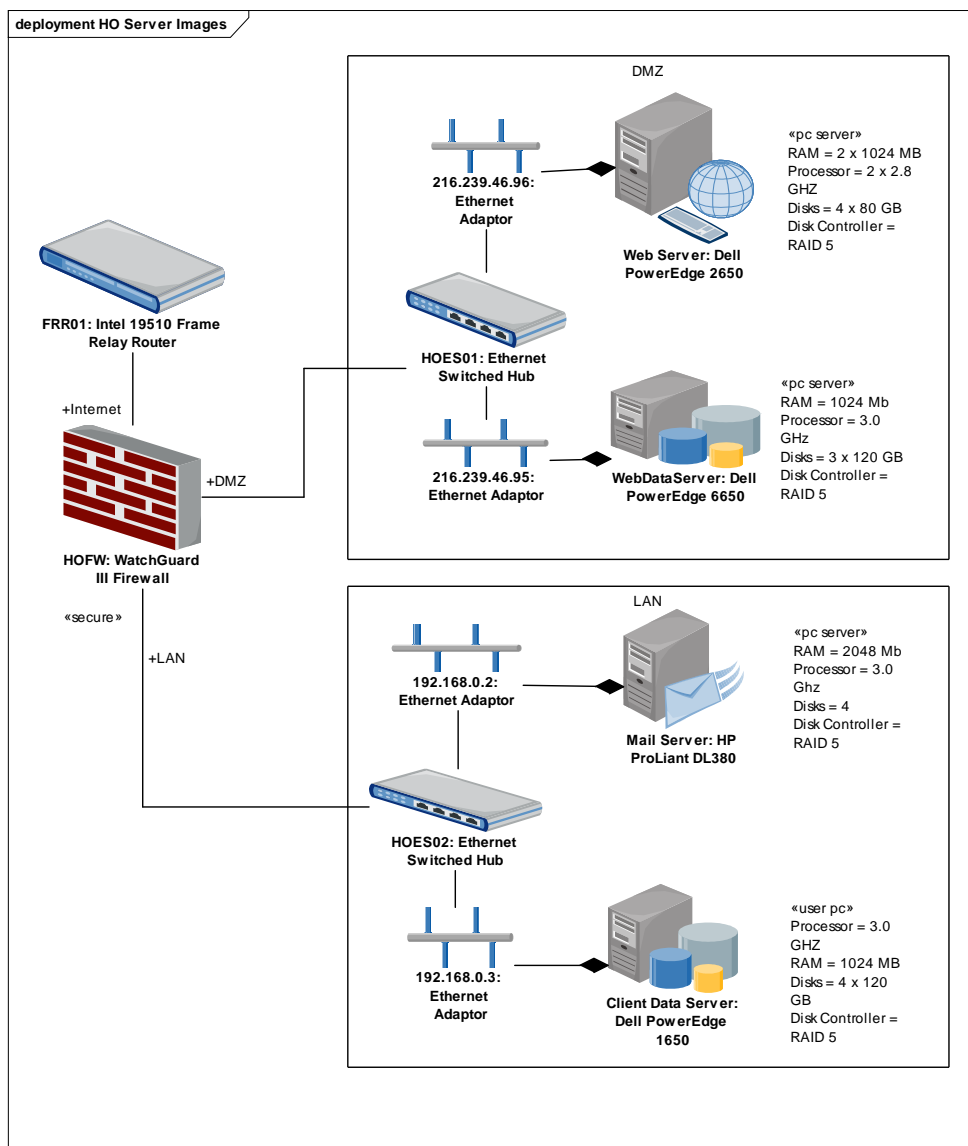 deployment HO Server Images
DMZ
216.239.46.96:
Ethernet
Adaptor
Web Server: Dell
PowerEdge 2650
«pc server»
RAM = 2 x 1024 MB
Processor = 2 x 2.8
GHZ
Disks = 4 x 80 GB
Disk Controller =
RAID 5
FRR01: Intel 19510 Frame
Relay Router
HOES01: Ethernet
Switched Hub
+Internet
+DMZ
216.239.46.95:
Ethernet Adaptor
WebDataServer: Dell
PowerEdge 6650
«pc server»
RAM = 1024 Mb
Processor = 3.0
GHz
Disks = 3 x 120 GB
Disk Controller =
RAID 5
HOFW: WatchGuard
III Firewall
«secure»
+LAN
LAN
192.168.0.2:
Ethernet Adaptor
Mail Server: HP
ProLiant DL380
«pc server»
RAM = 2048 Mb
Processor = 3.0
Ghz
Disks = 4
Disk Controller =
RAID 5
HOES02: Ethernet
Switched Hub
192.168.0.3:
Ethernet
Adaptor
Client Data Server:
Dell PowerEdge
1650
«user pc»
Processor = 3.0
GHZ
RAM = 1024 MB
Disks = 4 x 120
GB
Disk Controller =
RAID 5